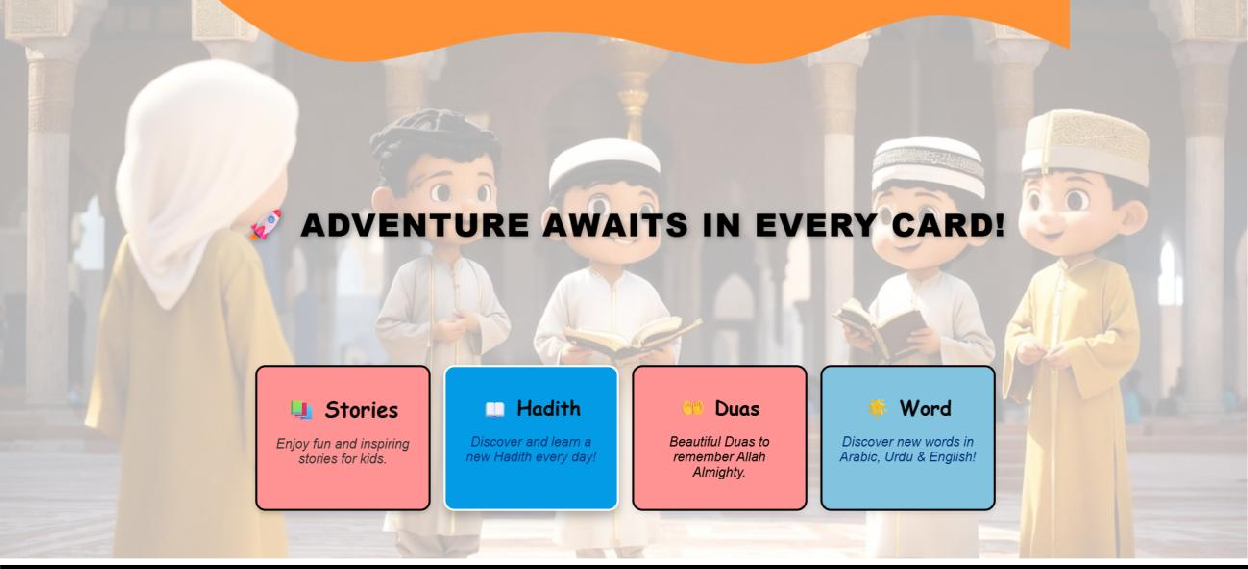 🚀 ADVENTURE AWAITS IN EVERY CARD!
📚 Stories
Enjoy fun and inspiring
stories for kids.
📖 Hadith
Discover and learn a
new Hadith every day!
🤲 Duas
Beautiful Duas to
remember Allah
Almighty.
🌟 Word
Discover new words in
Arabic, Urdu & English!